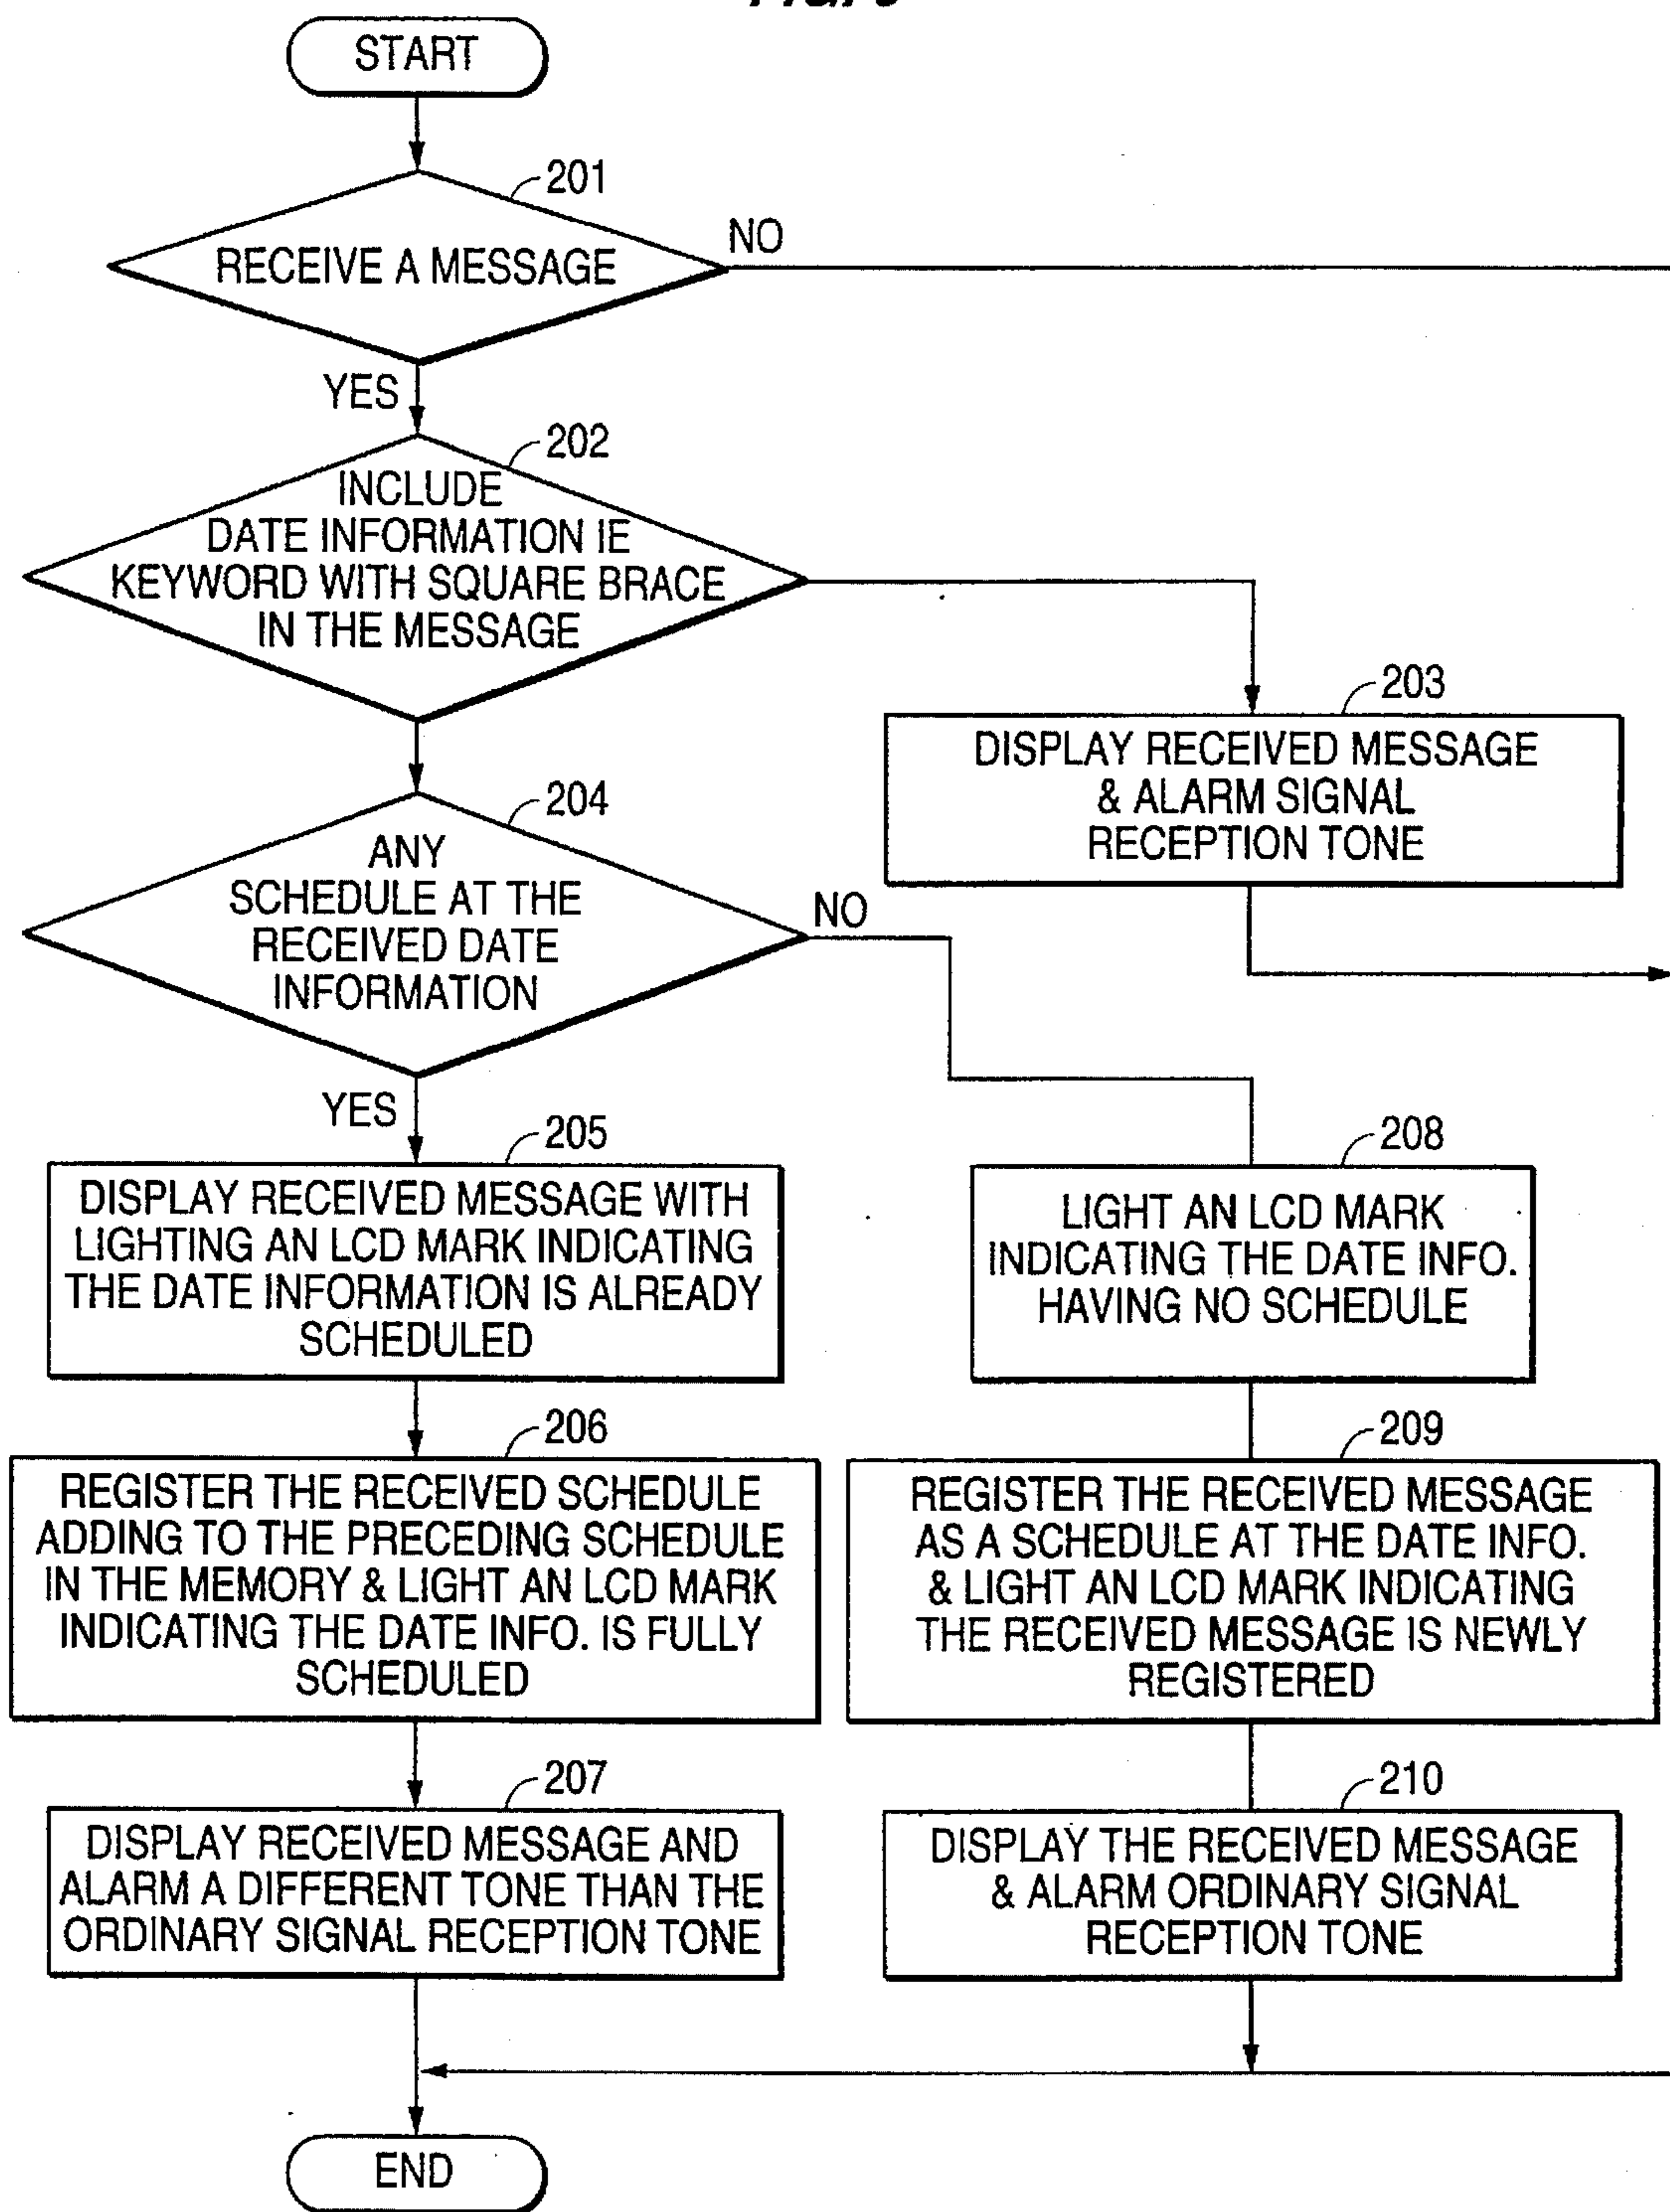 START
201
RECEIVE A MESSAGE
NO
YES
202
INCLUDE
DATE INFORMATION IE
KEYWORD WITH SQUARE BRACE
IN THE MESSAGE
203
DISPLAY RECEIVED MESSAGE
& ALARM SIGNAL
RECEPTION TONE
204
ANY
SCHEDULE AT THE
RECEIVED DATE
INFORMATION
NO
YES
205
DISPLAY RECEIVED MESSAGE WITH
LIGHTING AN LCD MARK INDICATING
THE DATE INFORMATION IS ALREADY
SCHEDULED
208
LIGHT AN LCD MARK
INDICATING THE DATE INFO.
HAVING NO SCHEDULE
206
REGISTER THE RECEIVED SCHEDULE
ADDING TO THE PRECEDING SCHEDULE
IN THE MEMORY & LIGHT AN LCD MARK
INDICATING THE DATE INFO. IS FULLY
SCHEDULED
209
REGISTER THE RECEIVED MESSAGE
AS A SCHEDULE AT THE DATE INFO.
& LIGHT AN LCD MARK INDICATING
THE RECEIVED MESSAGE IS NEWLY
REGISTERED
207
DISPLAY RECEIVED MESSAGE AND
ALARM A DIFFERENT TONE THAN THE
ORDINARY SIGNAL RECEPTION TONE
210
DISPLAY THE RECEIVED MESSAGE
& ALARM ORDINARY SIGNAL
RECEPTION TONE
END